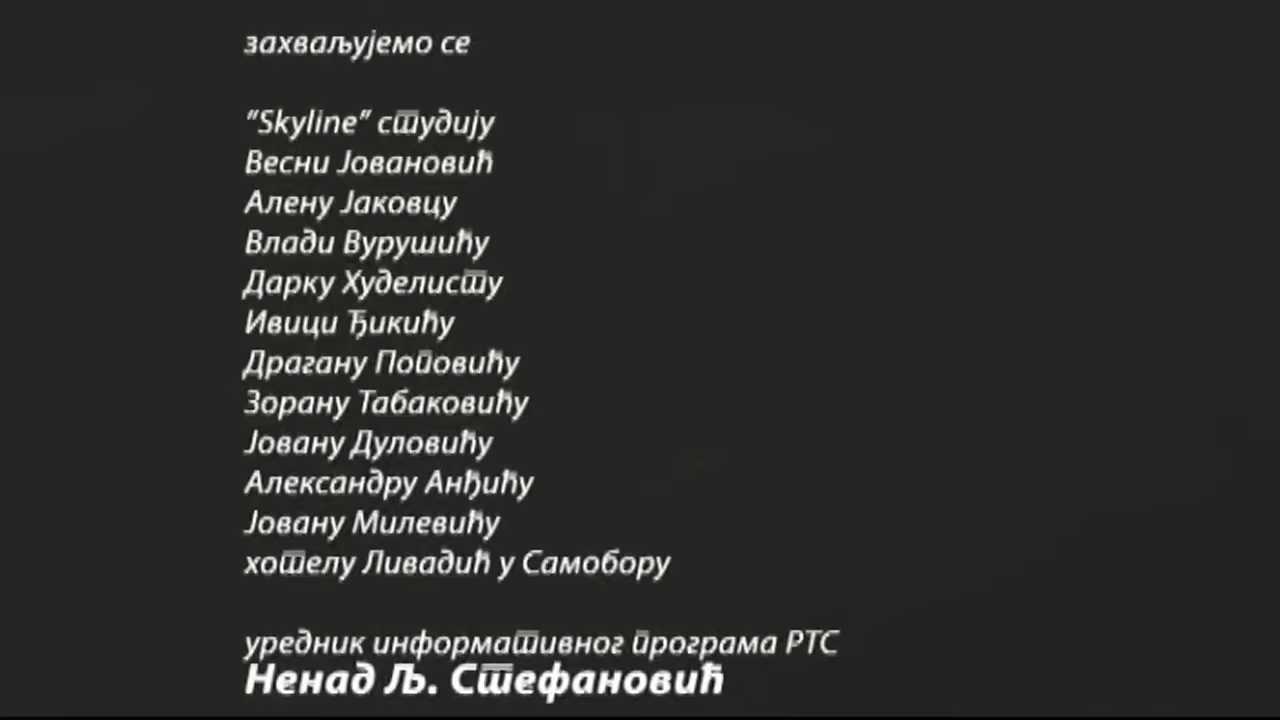 захваљујемо се
“Skyline” студију
Весни Јовановић
Алену Јаковцу
Влади Вурушићу
Дарку Худелисту
Ивици Ђикићу
Драгану Поповићу
Зорану Табаковићу
Јовану Дуловићу
Александру Анђићу
Јовану Милевићу
хотелу Ливадић у Самобору
уредник информативног програма РТС
Ненад Љ. Стефановић